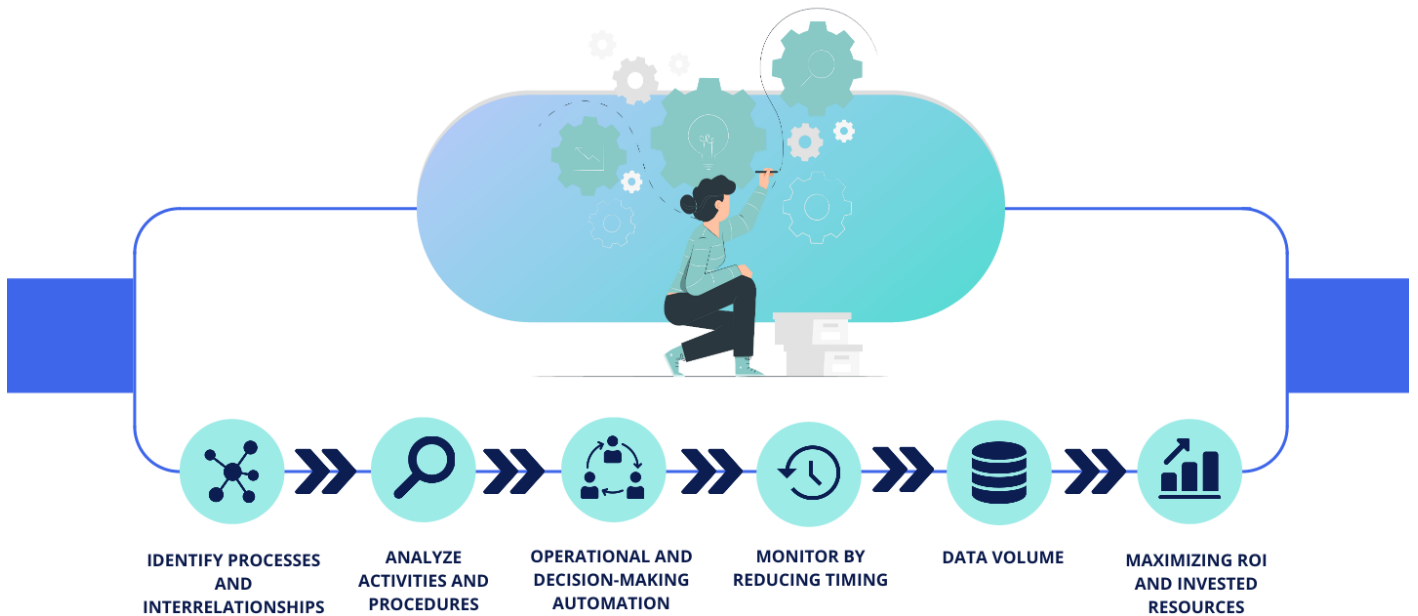 IDENTIFY PROCESSES
AND
INTERRELATIONSHIPS
ANALYZE
ACTIVITIES AND
PROCEDURES
OPERATIONAL AND
DECISION-MAKING
AUTOMATION
MONITOR BY
REDUCING TIMING
DATA VOLUME
MAXIMIZING ROI
AND INVESTED
RESOURCES